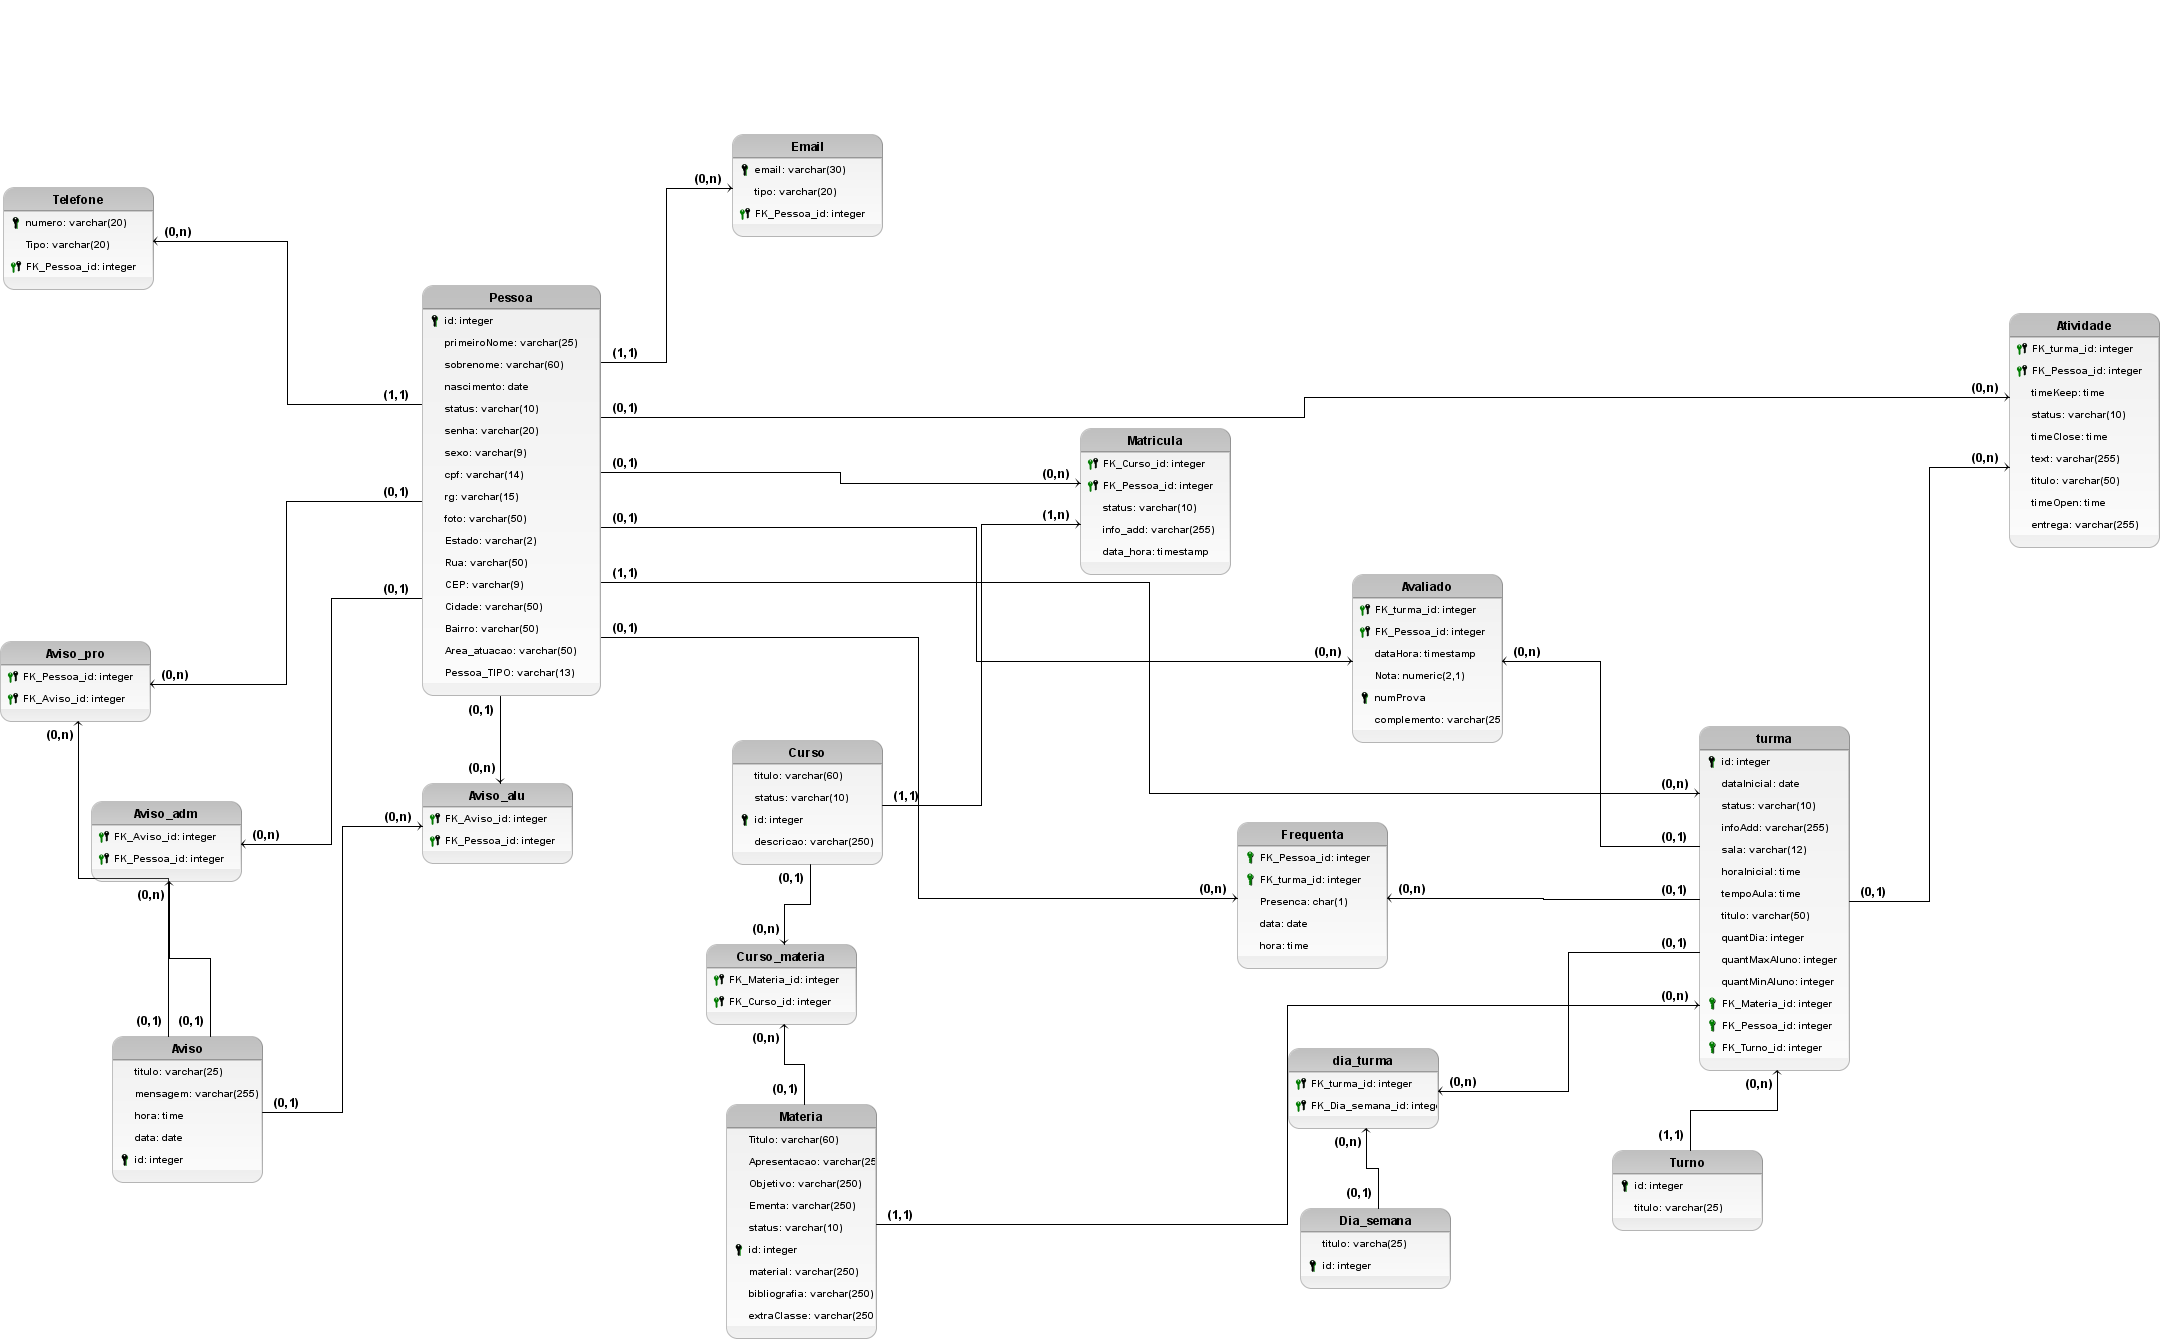 Email
email: varchar(30)
tipo: varchar(20)
FK_Pessoa_id: integer
(0,n)
Telefone
numero: varchar(20)
Tipo: varchar(20)
FK_Pessoa_id: integer
(0,n)
(1,1)
Pessoa
id: integer
primeiroNome: varchar(25)
sobrenome: varchar(60)
nascimento: date
status: varchar(10)
senha: varchar(20)
sexo: varchar(9)
cpf: varchar(14)
rg: varchar(15)
foto: varchar(50)
Estado: varchar(2)
Rua: varchar(50)
CEP: varchar(9)
Cidade: varchar(50)
Bairro: varchar(50)
Area_atuacao: varchar(50)
Pessoa_TIPO: varchar(13)
(1,1)
(0,1)
(0,1)
(0,1)
(1,1)
(0,1)
(0,1)
(0,1)
(0,1)
Atividade
FK_turma_id: integer
FK_Pessoa_id: integer
timeKeep: time
status: varchar(10)
timeClose: time
text: varchar(255)
titulo: varchar(50)
timeOpen: time
entrega: varchar(255)
(0,n)
(0,n)
Matricula
FK_Curso_id: integer
FK_Pessoa_id: integer
status: varchar(10)
info_add: varchar(255)
data_hora: timestamp
(0,n)
(1,n)
Avaliado
FK_turma_id: integer
FK_Pessoa_id: integer
dataHora: timestamp
Nota: numeric(2,1)
numProva
complemento: varchar(25
(0,n)
(0,n)
Aviso_pro
FK_Pessoa_id: integer
FK_Aviso_id: integer
(0,n)
(0,n)
Aviso_adm
FK_Aviso_id: integer
FK_Pessoa_id: integer
(0,n)
(0,n)
Aviso_alu
FK_Aviso_id: integer
FK_Pessoa_id: integer
(0,n)
(0,n)
Curso
titulo: varchar(60)
status: varchar(10)
id: integer
descricao: varchar(250)
(1,1)
(0,1)
turma
id: integer
dataInicial: date
status: varchar(10)
infoAdd: varchar(255)
sala: varchar(12)
horaInicial: time
tempoAula: time
titulo: varchar(50)
quantDia: integer
quantMaxAluno: integer
quantMinAluno: integer
FK_Materia_id: integer
FK_Pessoa_id: integer
FK_Turno_id: integer
(0,n)
(0,1)
(0,1)
(0,1)
(0,1)
(0,n)
(0,n)
Frequenta
FK_Pessoa_id: integer
FK_turma_id: integer
Presenca: char(1)
data: date
hora: time
(0,n)
(0,n)
Curso_materia
FK_Materia_id: integer
FK_Curso_id: integer
(0,n)
(0,n)
Aviso
titulo: varchar(25)
mensagem: varchar(255)
hora: time
data: date
id: integer
(0,1)
(0,1)
(0,1)
Materia
Titulo: varchar(60)
Apresentacao: varchar(25
Objetivo: varchar(250)
Ementa: varchar(250)
status: varchar(10)
id: integer
material: varchar(250)
bibliografia: varchar(250)
extraClasse: varchar(250
(0,1)
(1,1)
dia_turma
FK_turma_id: integer
FK_Dia_semana_id: integ
(0,n)
(0,n)
Dia_semana
titulo: varcha(25)
id: integer
(0,1)
Turno
id: integer
titulo: varchar(25)
(1,1)